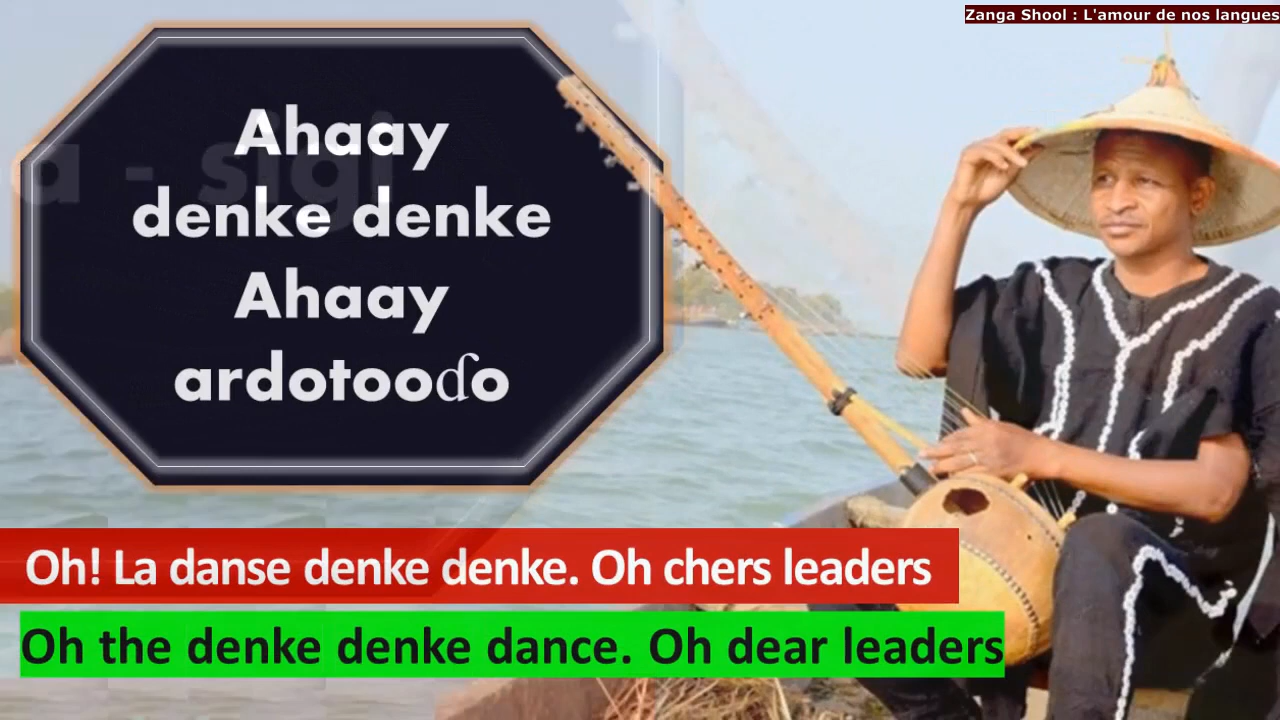 Zanga Shool : L'amour de nos langues
Ahaay
denke denke
Ahaay
ardotooɗo
a - sigi
Oh! La danse denke denke. Oh chers leaders
Oh the denke denke dance. Oh dear leaders